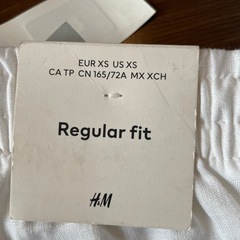 EUR XS US XS
CA TP CN 165/72A MX XCH
Regular fit
H&M